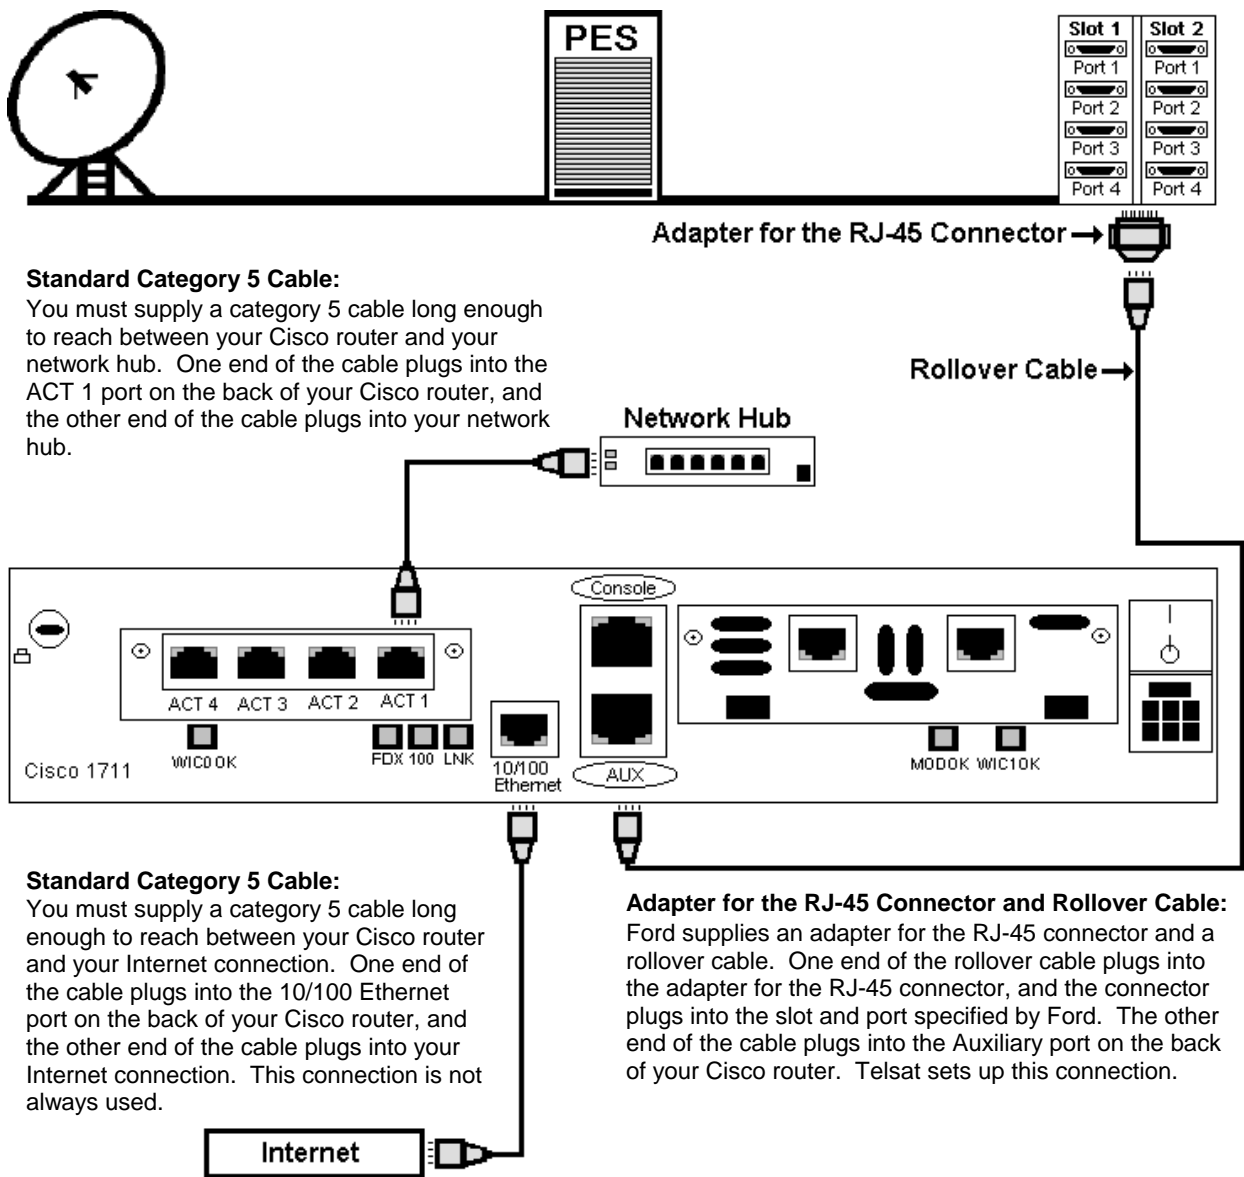 PES
Slot 1 Slot 2
Port 1 Port 1
Port 2 Port 2
Port 3 Port 3
Port 4 Port 4
Adapter for the RJ-45 Connector
Standard Category 5 Cable:
You must supply a category 5 cable long enough
to reach between your Cisco router and your
network hub. One end of the cable plugs into the
ACT 1 port on the back of your Cisco router, and
the other end of the cable plugs into your network
hub.
Rollover Cable
Network Hub
Console
ACT 4 ACT 3 ACT 2 ACT 1
WIC0 OK
FDX 100 LNK
10/100
Ethernet
AUX
MODOK WIC1OK
Cisco 1711
Standard Category 5 Cable:
You must supply a category 5 cable long
enough to reach between your Cisco router
and your Internet connection. One end of
the cable plugs into the 10/100 Ethernet
port on the back of your Cisco router, and
the other end of the cable plugs into your
Internet connection. This connection is not
always used.
Adapter for the RJ-45 Connector and Rollover Cable:
Ford supplies an adapter for the RJ-45 connector and a
rollover cable. One end of the rollover cable plugs into
the adapter for the RJ-45 connector, and the connector
plugs into the slot and port specified by Ford. The other
end of the cable plugs into the Auxiliary port on the back
of your Cisco router. Telsat sets up this connection.
Internet